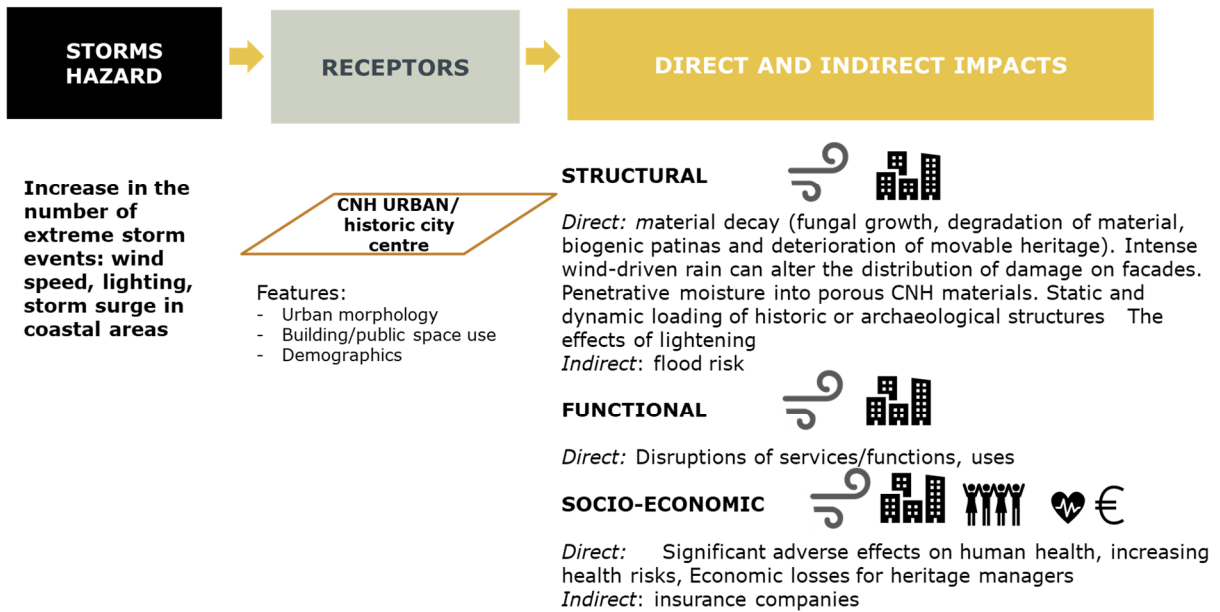 STORMS
HAZARD
RECEPTORS
DIRECT AND INDIRECT IMPACTS
Increase in the
number of
extreme storm
events: wind
speed, lighting,
storm surge in
coastal areas
CNH URBAN/
historic city
centre
Features:
- Urban morphology
- Building/public space use
- Demographics
STRUCTURAL
Direct: material decay (fungal growth, degradation of material,
biogenic patinas and deterioration of movable heritage). Intense
wind-driven rain can alter the distribution of damage on facades.
Penetrative moisture into porous CNH materials. Static and
dynamic loading of historic or archaeological structures The
effects of lightening
Indirect: flood risk
FUNCTIONAL
Direct: Disruptions of services/functions, uses
SOCIO-ECONOMIC
€
Direct: Significant adverse effects on human health, increasing
health risks, Economic losses for heritage managers
Indirect: insurance companies